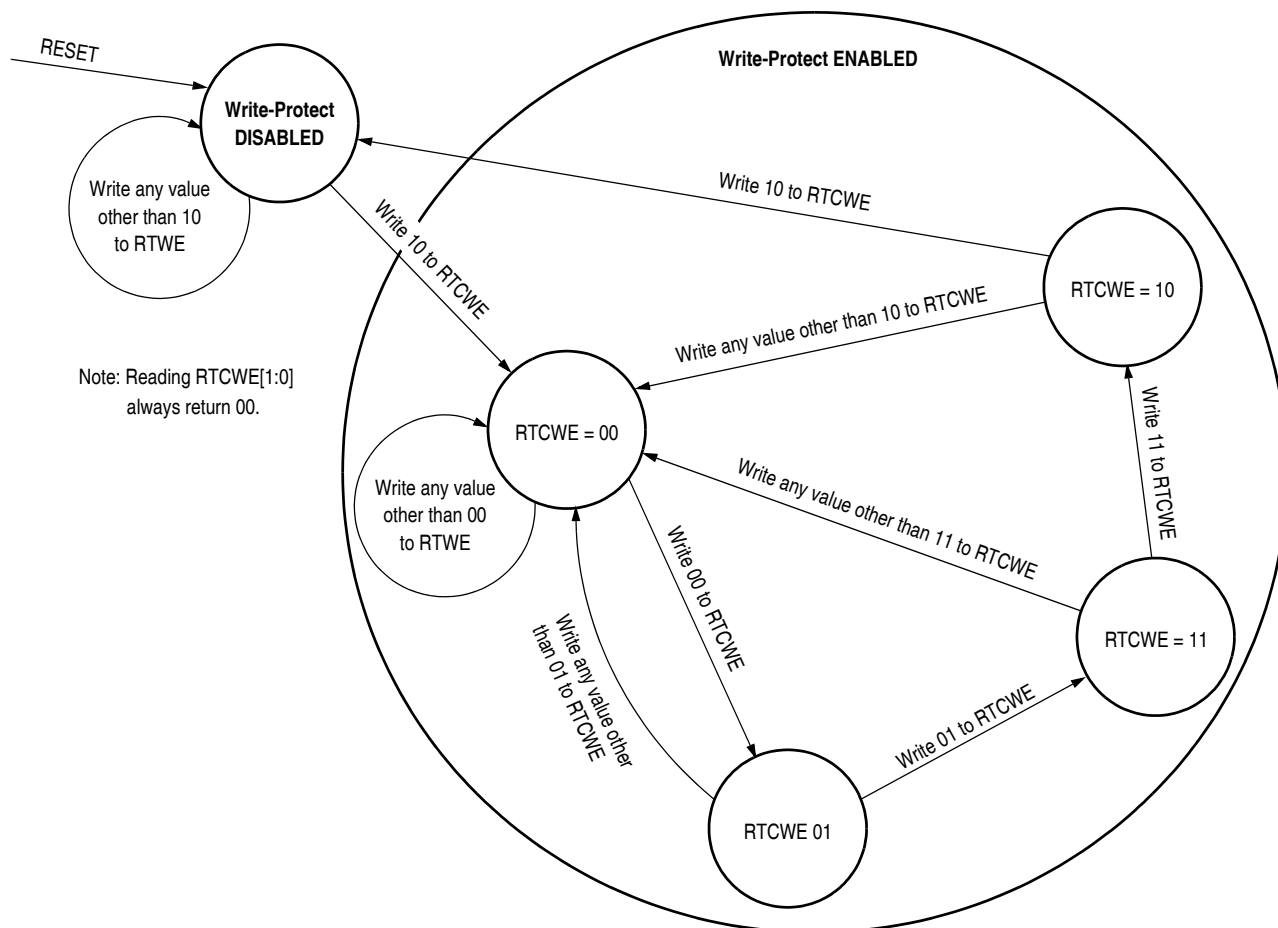 RESET
Write-Protect ENABLED
Write-Protect
DISABLED
Write any value
other than 10
to RTWE
Write 10 to RTCWE
Write 10 to RTCWE
RTCWE = 10
Write any value other than 10 to RTCWE
Note: Reading RTCWE[1:0]
always return 00.
RTCWE = 00
Write 11 to RTCWE
Write any value other than 11 to RTCWE
Write any value
other than 00
to RTWE
Write 00 to RTCWE
RTCWE = 11
Write any value other
than 01 to RTCWE
Write 01 to RTCWE
RTCWE 01